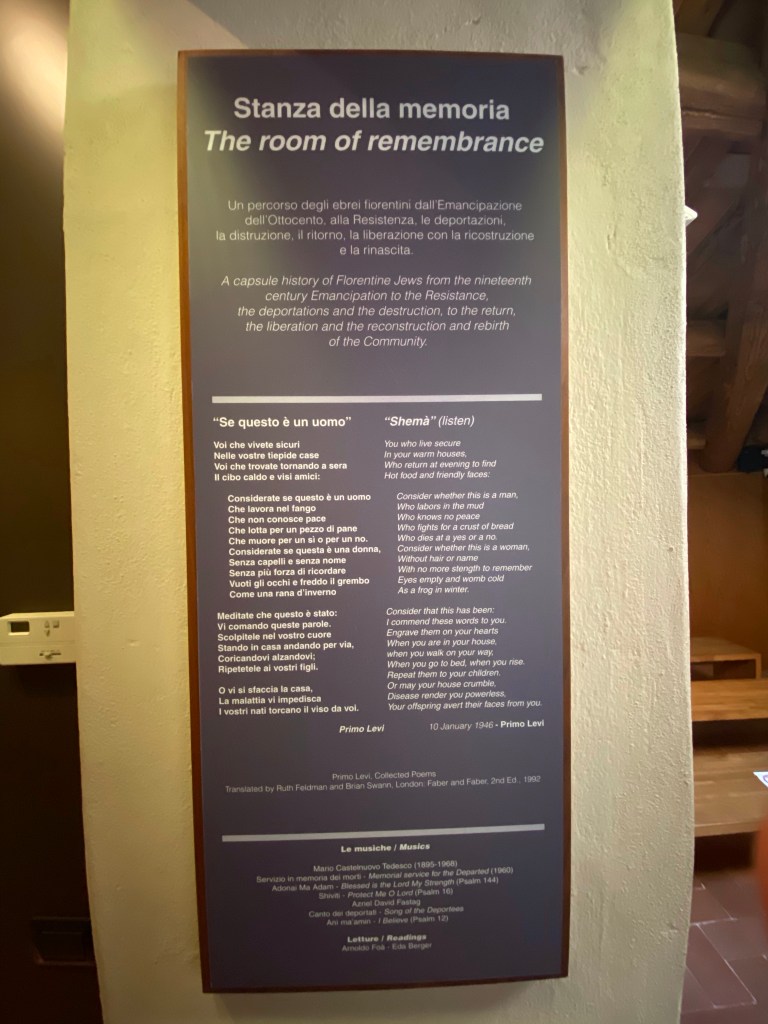 Stanza della memoria
The room of remembrance
Un percorso degli ebrei fiorentini dall'Emancipazione
dell'Ottocento, alla Resistenza, le deportazioni,
la distruzione, il ritorno, la liberazione con la ricostruzione
e la rinascita.
A capsule history of Florentine Jews from the nineteenth
century Emancipation to the Resistance,
the deportations and the destruction, to the return,
the liberation and the reconstruction and rebirth
of the Community.
"Se questo è un uomo"
Voi che vivete sicuri
Nelle vostre tiepide case
Voi che trovate tornando a sera
Il cibo caldo e visi amici:
Considerate se questo è un uomo
Che lavora nel fango
Che non conosce pace
Che lotta per un pezzo di pane
Che muore per un sì o per un no.
Considerate se questa è una donna,
Senza capelli e senza nome
Senza più forza di ricordare
Vuoti gli occhi e freddo il grembo
Come una rana d'inverno
Meditate che questo è stato:
Vi comando queste parole.
Scolpitele nel vostro cuore
Stando in casa andando per via,
Coricandovi alzandovi;
Ripetetele ai vostri figli.
O vi si sfaccia la casa,
La malattia vi impedisca
I vostri nati torcano il viso da voi.
Primo Levi
"Shemà" (listen)
You who live secure
In your warm houses,
Who return at evening to find
Hot food and friendly faces:
Consider whether this is a man,
Who labors in the mud
Who knows no peace
Who fights for a crust of bread
Who dies at a yes or a no.
Consider whether this is a woman,
Without hair or name
With no more stength to remember
Eyes empty and womb cold
As a frog in winter.
Consider that this has been:
I commend these words to you.
Engrave them on your hearts
When you are in your house,
when you walk on your way,
When you go to bed, when you rise.
Repeat them to your children.
Or may your house crumble,
Disease render you powerless,
Your offspring avert their faces from you.
10 January 1946 - Primo Levi
Primo Levi, Collected Poems
Translated by Ruth Feldman and Brian Swann, London: Faber and Faber, 2nd Ed., 1992
Le musiche / Musics
Mario Castelnuovo Tedesco (1895-1968)
Servizio in memoria dei morti - Memorial service for the Departed (1960)
Adonai Ma Adam - Blessed is the Lord My Strength (Psalm 144)
Shiviti - Protect Me O Lord (Psalm 16)
Azriel David Fastag
Canto dei deportati - Song of the Deportees
Ani ma'amin - I Believe (Psalm 12)
Letture / Readings
Arnoldo Foà - Eda Berger